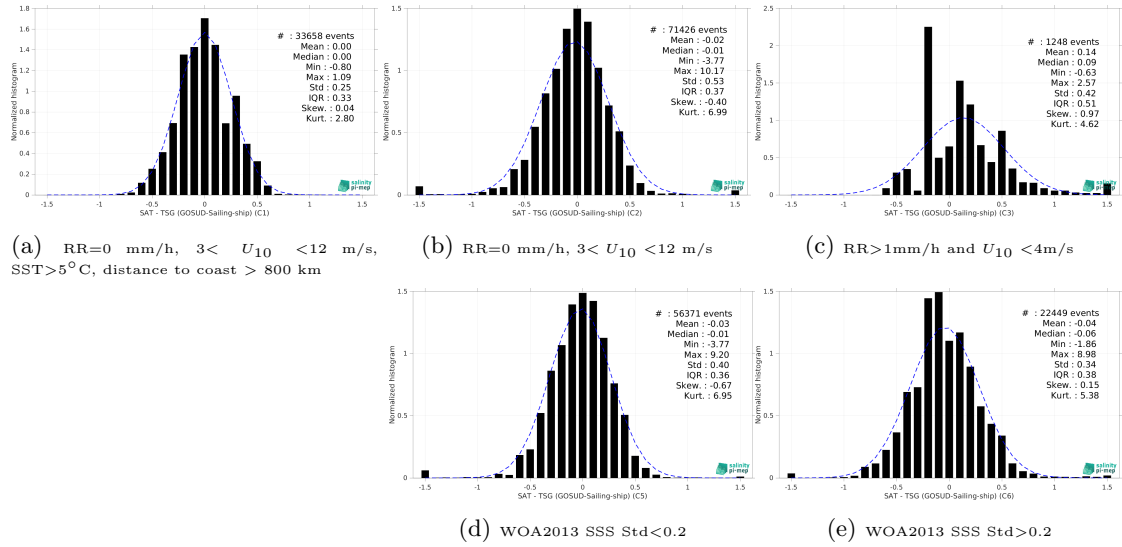 1.8
1.6
1.4
1.2
1.0
0.8
0.6
0.4
0.2
0
Normalized histogram
# : 33658 events
Mean : 0.00
Median : 0.00
Min : -0.80
Max : 1.09
Std : 0.25
IQR : 0.33
Skew. : 0.04
Kurt. : 2.80
salinity
pi-mep
-1.5 -1 -0.5 0 0.5 1 1.5
SAT - TSG (GOSUD-Sailing-ship) (C1)
(a) RR=0 mm/h, 3< U10 <12 m/s,
SST>5°C, distance to coast > 800 km
1.5
1
0.5
0
Normalized histogram
# : 71426 events
Mean : -0.02
Median : -0.01
Min : -3.77
Max : 10.17
Std : 0.53
IQR : 0.37
Skew. : -0.40
Kurt. : 6.99
salinity
pi-mep
-1.5 -1 -0.5 0 0.5 1 1.5
SAT - TSG (GOSUD-Sailing-ship) (C2)
(b) RR=0 mm/h, 3< U10 <12 m/s
2.5
2
1.5
1
0.5
0
Normalized histogram
# : 1248 events
Mean : 0.14
Median : 0.09
Min : -0.63
Max : 2.57
Std : 0.42
IQR : 0.51
Skew. : 0.97
Kurt. : 4.62
salinity
pi-mep
-1.5 -1 -0.5 0 0.5 1 1.5
SAT - TSG (GOSUD-Sailing-ship) (C3)
(c) RR>1mm/h and U10 <4m/s
1.5
1
0.5
0
Normalized histogram
# : 56371 events
Mean : -0.03
Median : -0.01
Min : -3.77
Max : 9.20
Std : 0.40
IQR : 0.36
Skew. : -0.67
Kurt. : 6.95
salinity
pi-mep
-1.5 -1 -0.5 0 0.5 1 1.5
SAT - TSG (GOSUD-Sailing-ship) (C5)
(d) WOA2013 SSS Std<0.2
1.5
1
0.5
0
Normalized histogram
# : 22449 events
Mean : -0.04
Median : -0.06
Min : -1.86
Max : 8.98
Std : 0.34
IQR : 0.38
Skew. : 0.15
Kurt. : 5.38
salinity
pi-mep
-1.5 -1 -0.5 0 0.5 1 1.5
SAT - TSG (GOSUD-Sailing-ship) (C6)
(e) WOA2013 SSS Std>0.2